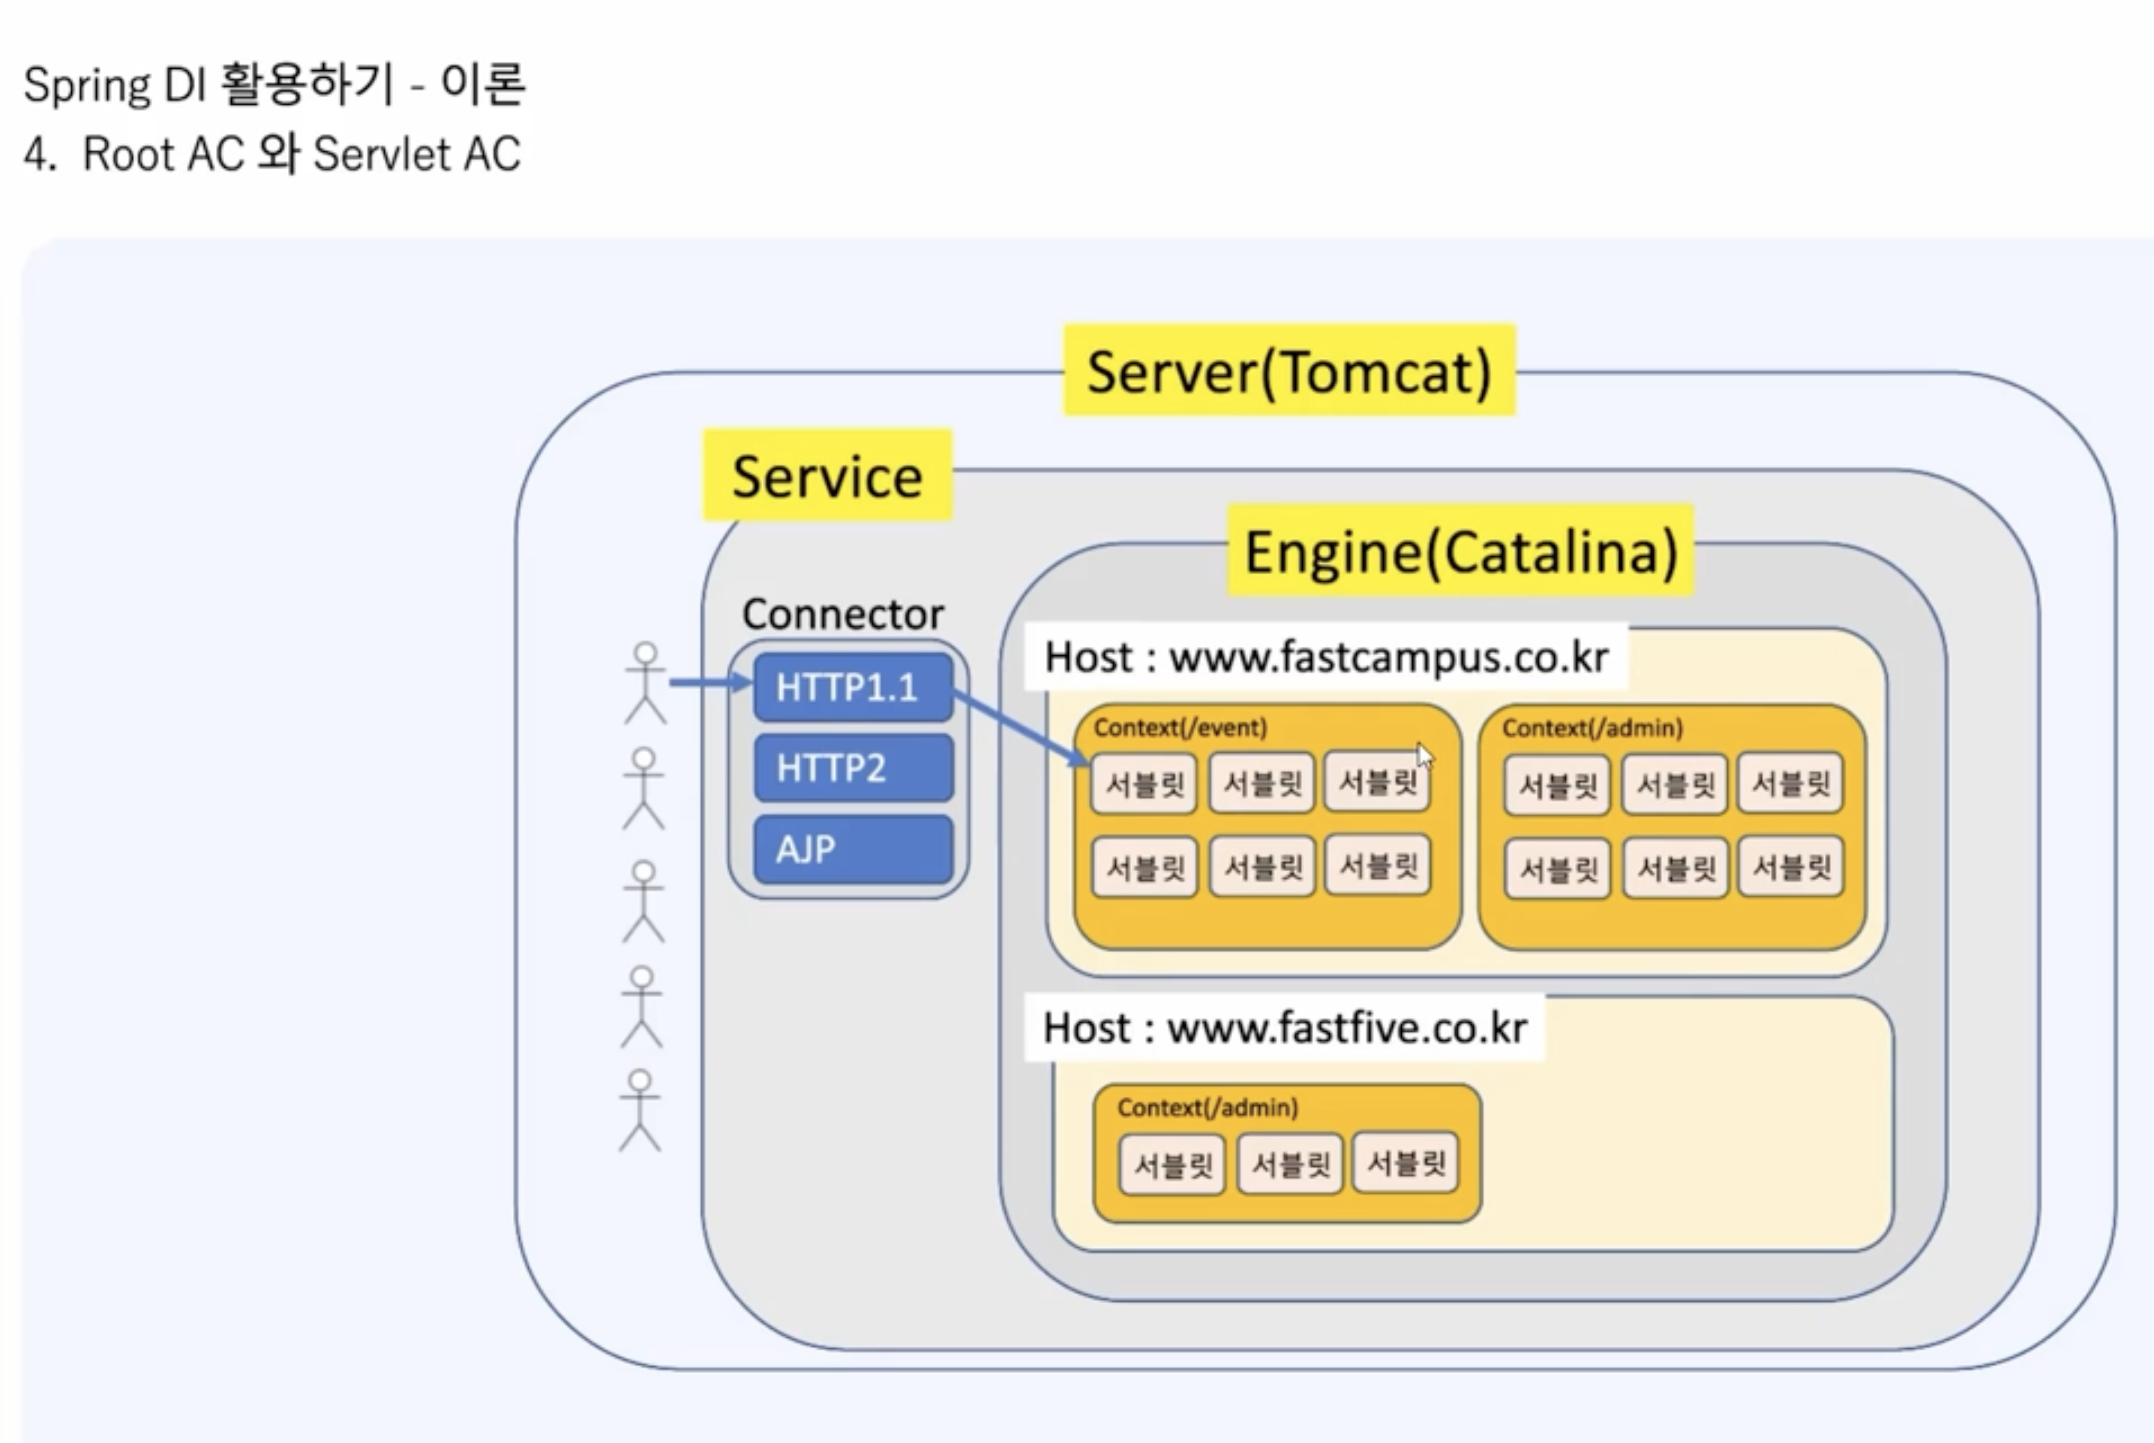 Spring DI 활용하기 - 이론
4. Root AC 와 Servlet AC
Server(Tomcat)
Service
Engine(Catalina)
Connector
HTTP1.1
HTTP2
AJP
Host : www.fastcampus.co.kr
Context(/event)
서블릿 서블릿 서블릿
서블릿 서블릿 서블릿
Context(/admin)
서블릿 서블릿 서블릿
서블릿 서블릿 서블릿
Host : www.fastfive.co.kr
Context(/admin)
서블릿 서블릿 서블릿